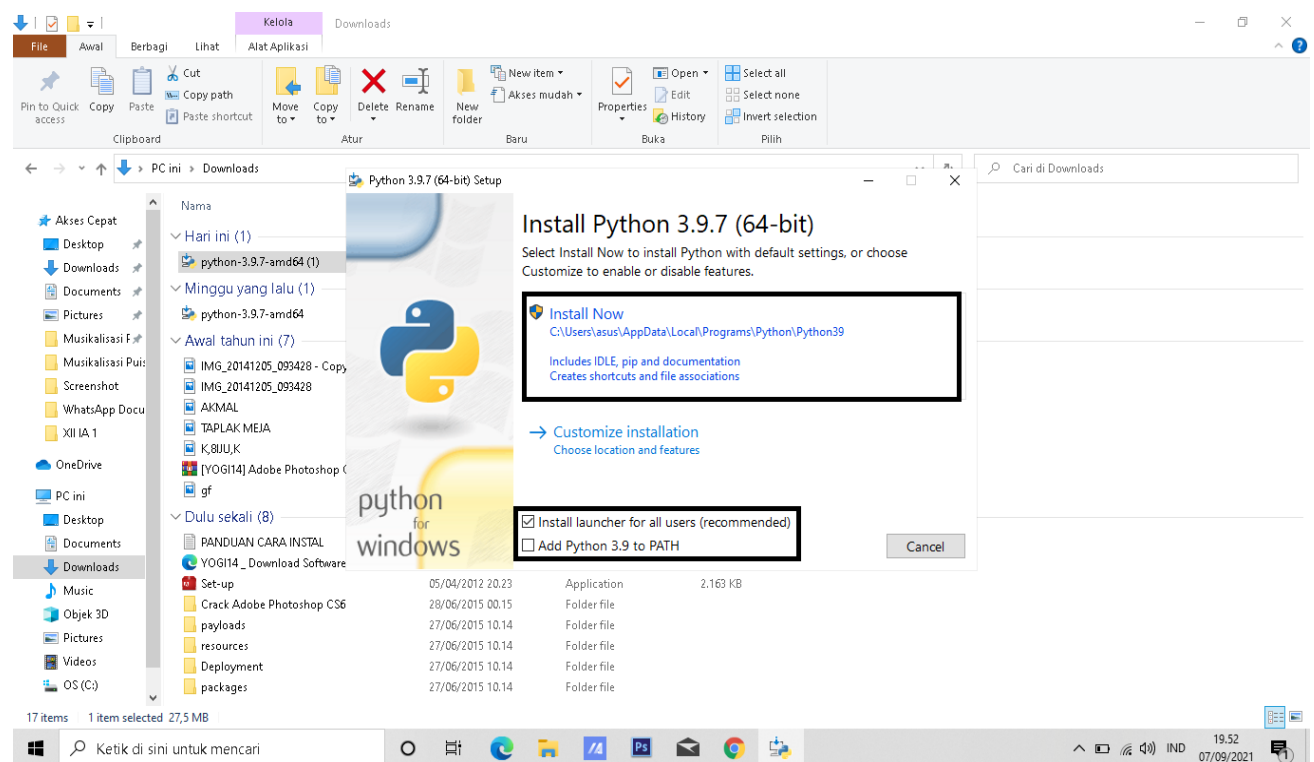 Kelola
Downloads
File
Awal
Berbagi
Lihat
Alat Aplikasi
Pin to Quick
access
Copy
Paste
Cut
Copy path
Paste shortcut
Clipboard
Move
to
Copy
to
Delete
Rename
Atur
New
folder
New item
Akses mudah
Baru
Properties
Open
Edit
History
Buka
Select all
Select none
Invert selection
Pilih
PC ini > Downloads
Cari di Downloads
Akses Cepat
Desktop
Downloads
Documents
Pictures
Musikalisasi
Musikalisasi Puis
Screenshot
WhatsApp Docu
XII IA 1
OneDrive
PC ini
Desktop
Documents
Downloads
Music
Objek 3D
Pictures
Videos
OS (C:)
Nama
Hari ini (1)
python-3.9.7-amd64 (1)
Minggu yang lalu (1)
python-3.9.7-amd64
Awal tahun ini (7)
IMG_20141205_093428 - Copy
IMG_20141205_093428
AKMAL
TAPLAK MEJA
K,8IJU,K
[YOGI14] Adobe Photoshop
gf
Dulu sekali (8)
PANDUAN CARA INSTAL
YOGI14 _ Download Software
Set-up 05/04/2012 20.23 Application 2.163 KB
Crack Adobe Photoshop CS6 28/06/2015 00.15 Folder file
payloads 27/06/2015 10.14 Folder file
resources 27/06/2015 10.14 Folder file
Deployment 27/06/2015 10.14 Folder file
packages 27/06/2015 10.14 Folder file
Python 3.9.7 (64-bit) Setup
Install Python 3.9.7 (64-bit)
Select Install Now to install Python with default settings, or choose
Customize to enable or disable features.
Install Now
C:\Users\asus\AppData\Local\Programs\Python\Python39
Includes IDLE, pip and documentation
Creates shortcuts and file associations
Customize installation
Choose location and features
python
for
windows
Install launcher for all users (recommended)
Add Python 3.9 to PATH
Cancel
17 items 1 item selected 27,5 MB
Ketik di sini untuk mencari
Ps
IND
19.52
07/09/2021
1